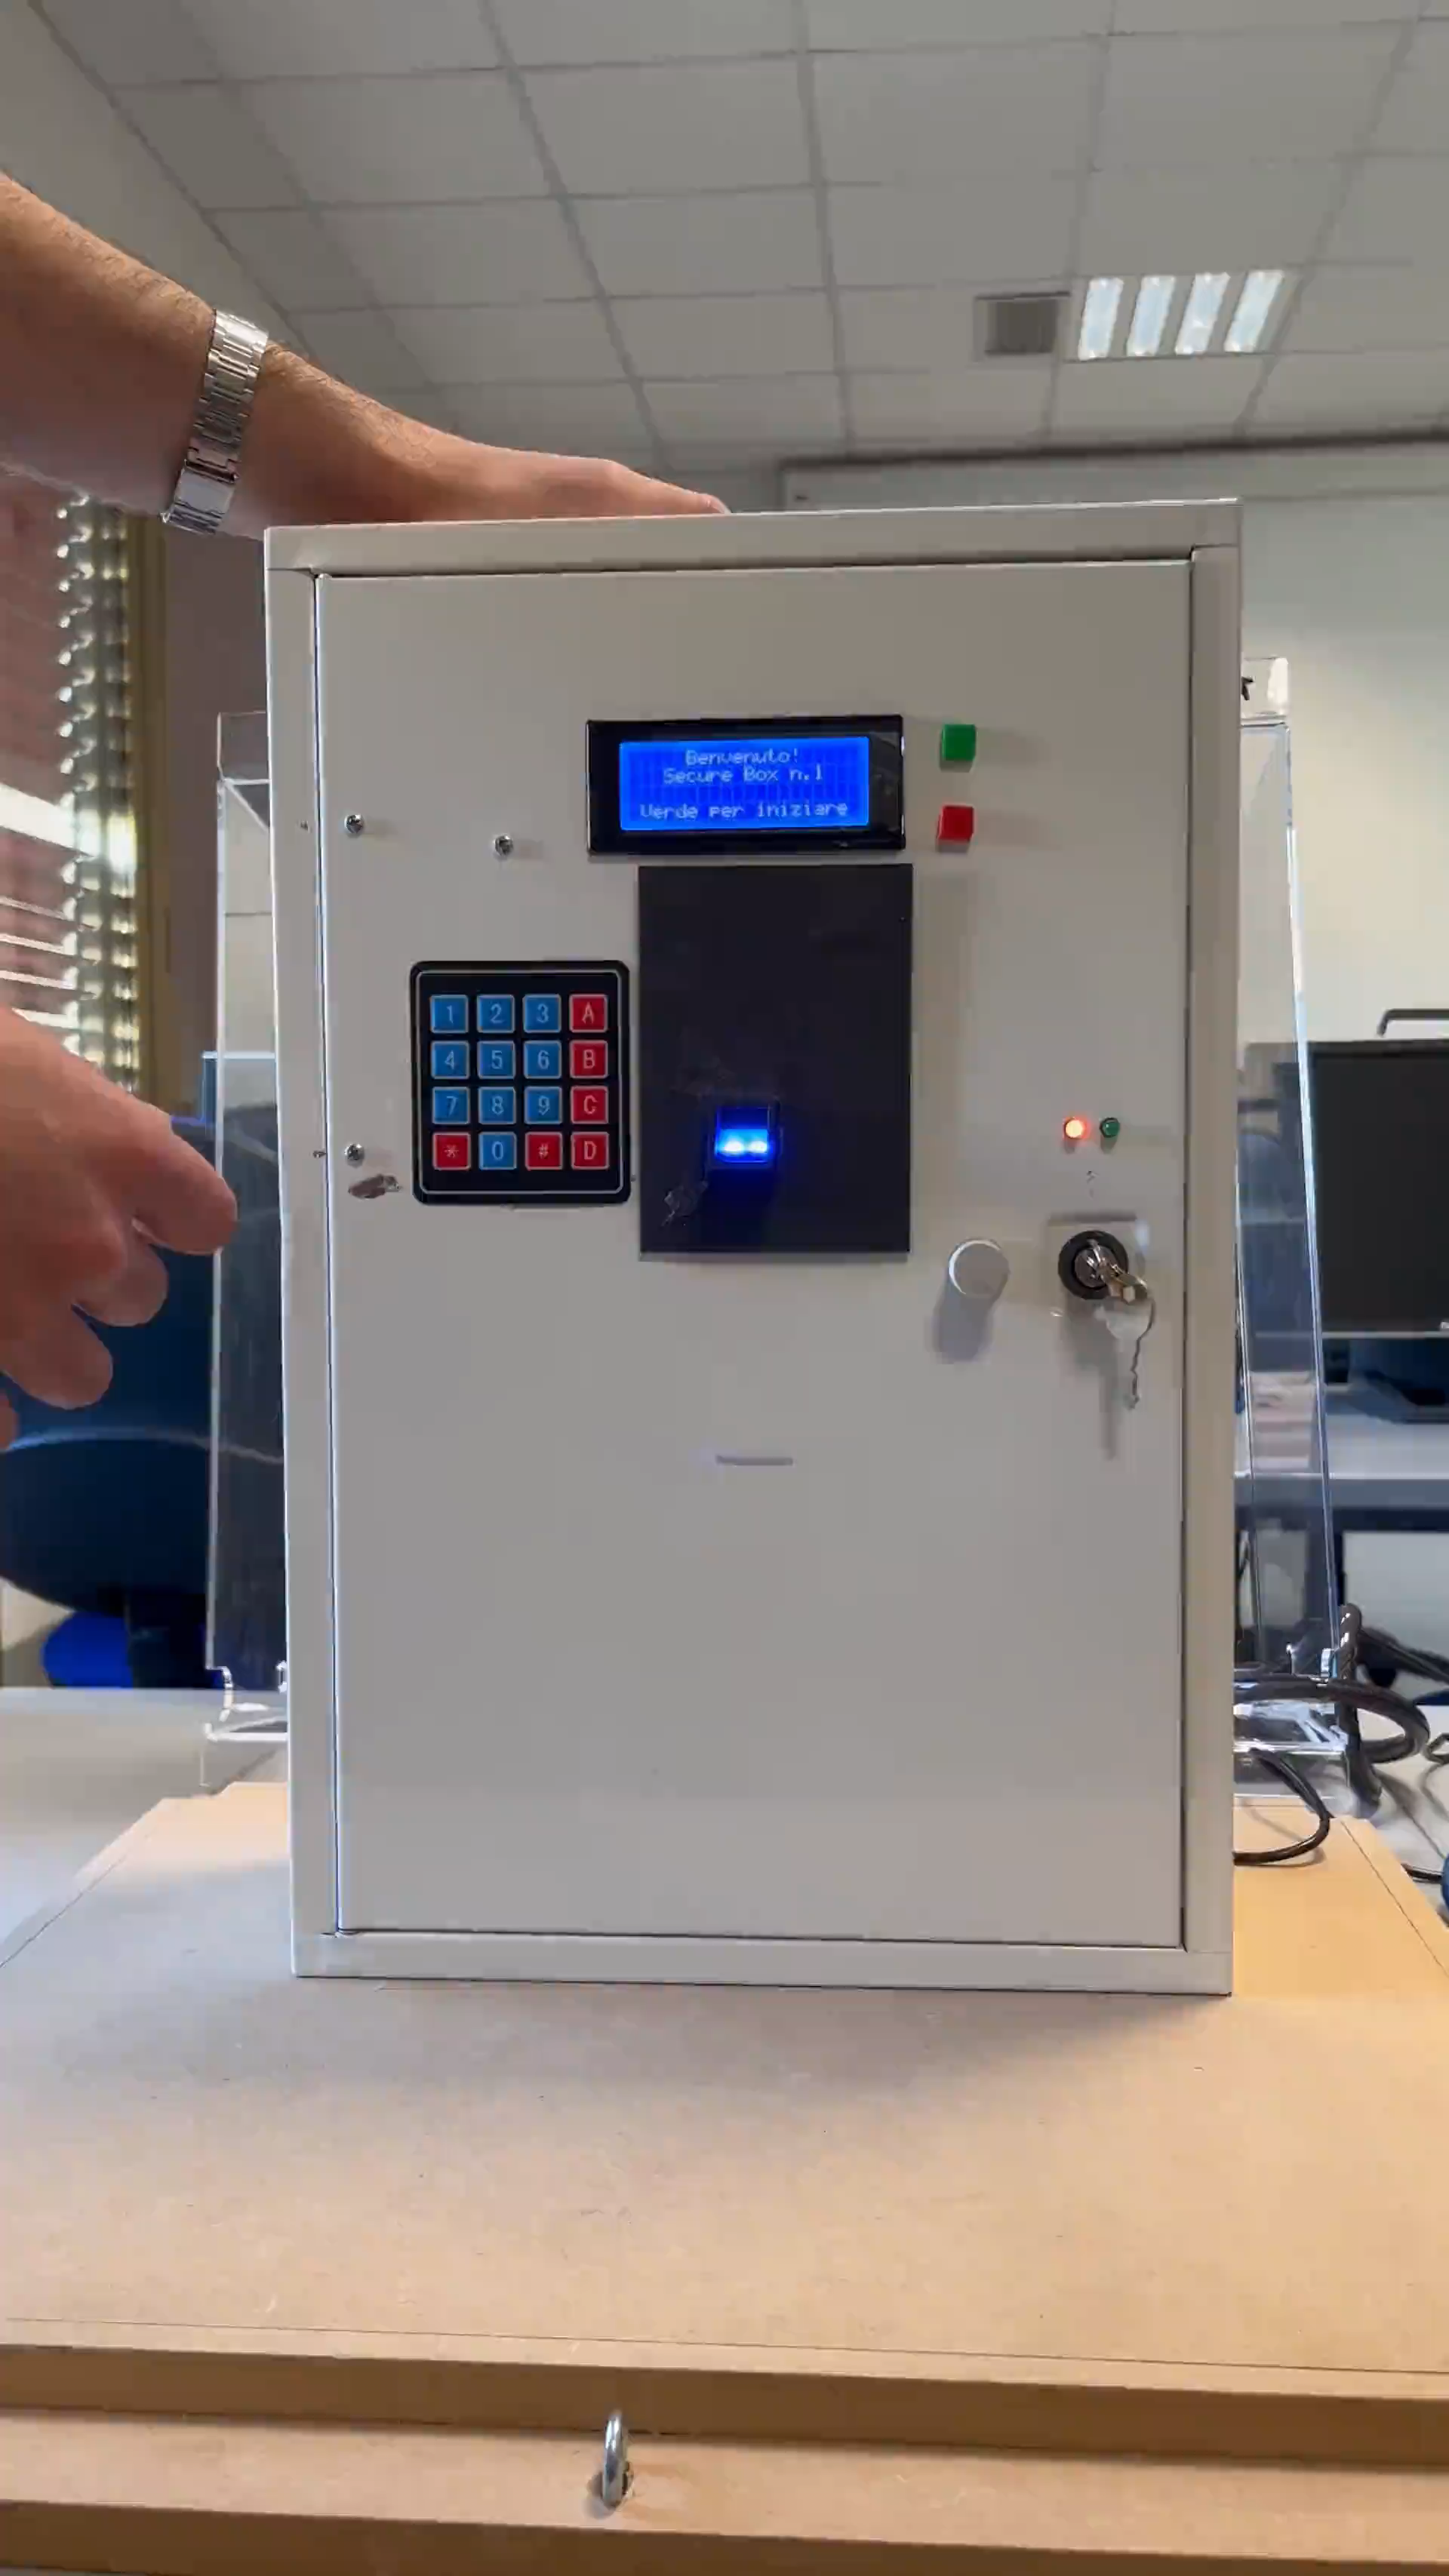 Benvenuto!
Secure Box n.1
Verde per iniziare
1 2 3 A
4 5 6 B
7 8 9 C
* 0 # D